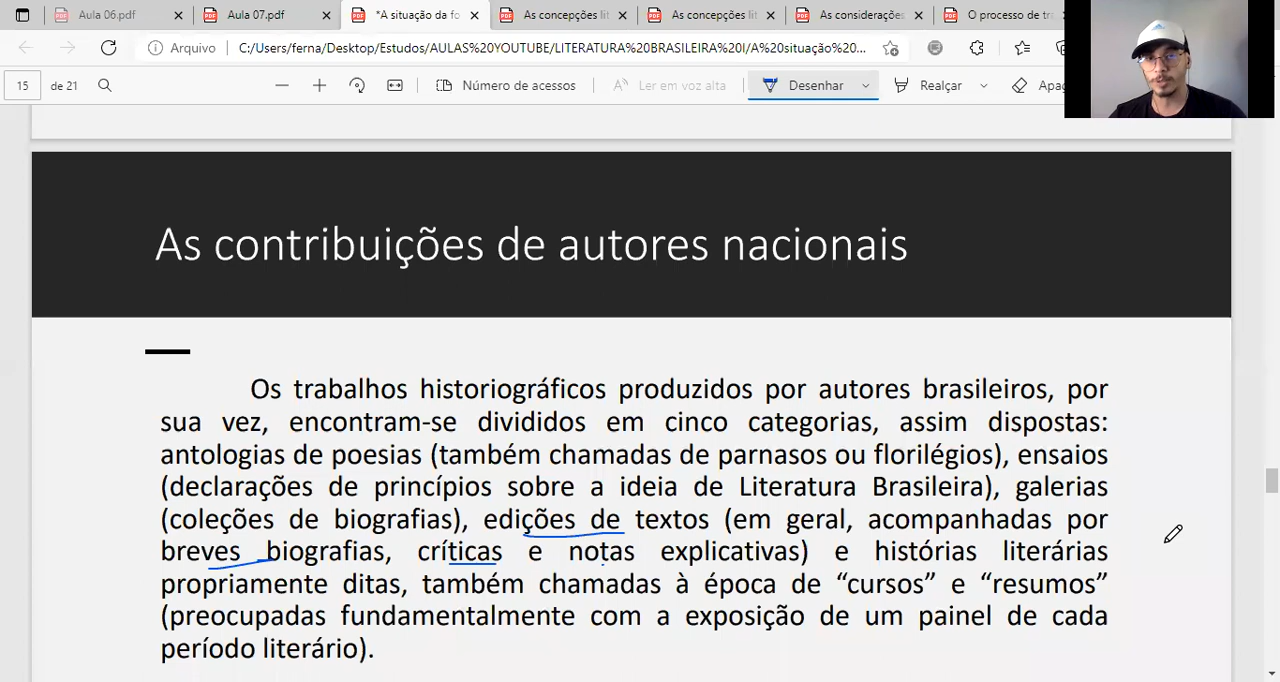 Aula 06.pdf
Aula 07.pdf
*A situação da fo
As concepções lit
As concepções lit
As considerações
O processo de tra
Arquivo
C:/Users/ferna/Desktop/Estudos/AULAS%20YOUTUBE/LITERATURA%20BRASILEIRA%20I/A%20situação%20...
15 de 21
Número de acessos
Ler em voz alta
Desenhar
Realçar
Apag
As contribuições de autores nacionais
Os trabalhos historiográficos produzidos por autores brasileiros, por
sua vez, encontram-se divididos em cinco categorias, assim dispostas:
antologias de poesias (também chamadas de parnasos ou florilégios), ensaios
(declarações de princípios sobre a ideia de Literatura Brasileira), galerias
(coleções de biografias), edições de textos (em geral, acompanhadas por
breves biografias, críticas e notas explicativas) e histórias literárias
propriamente ditas, também chamadas à época de “cursos” e “resumos”
(preocupadas fundamentalmente com a exposição de um painel de cada
período literário).